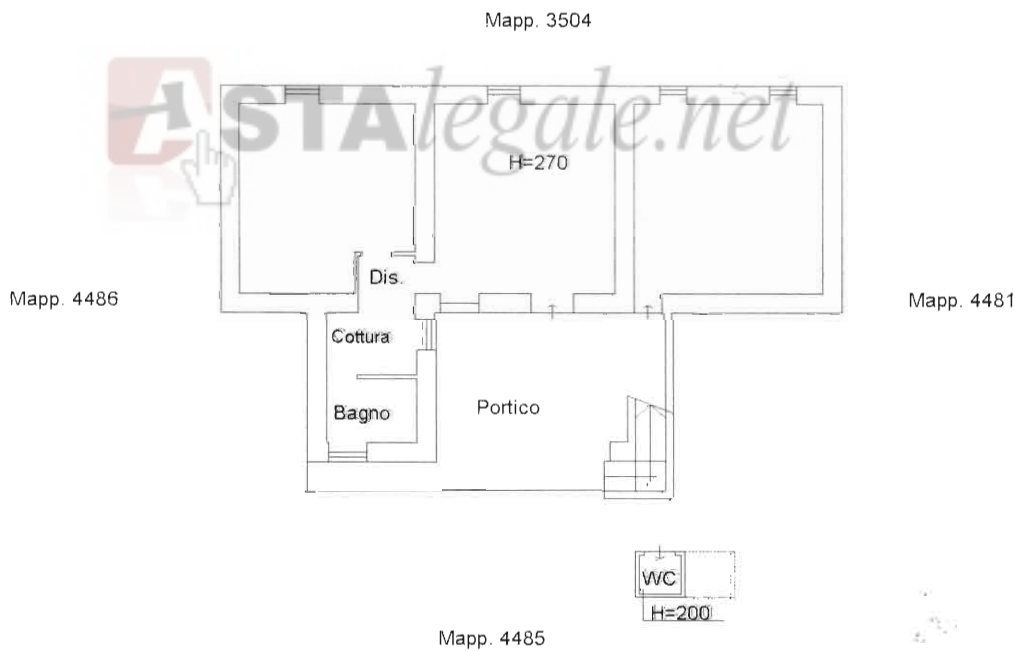 Mapp. 3504
ASTAlegale.net
H=270
Dis.
Mapp. 4486
Mapp. 4481
Cottura
Portico
Bagno
WC
H=200
Mapp. 4485